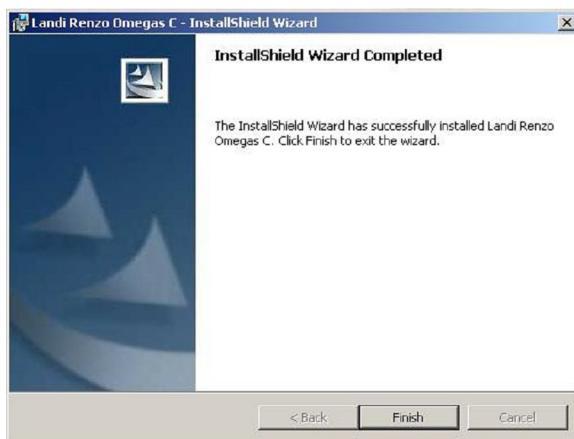 Landi Renzo Omegas C - InstallShield Wizard
InstallShield Wizard Completed
The InstallShield Wizard has successfully installed Landi Renzo
Omegas C. Click Finish to exit the wizard.
< Back Finish Cancel